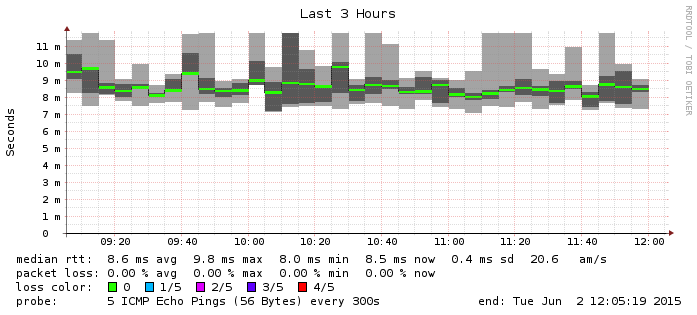 Last 3 Hours
RRDTOOL / TOBI OETIKER
Seconds
11 m
10 m
9 m
8 m
7 m
6 m
5 m
4 m
3 m
2 m
1 m
0
09:20 09:40 10:00 10:20 10:40 11:00 11:20 11:40 12:00
median rtt: 8.6 ms avg 9.8 ms max 8.0 ms min 8.5 ms now 0.4 ms sd 20.6 am/s
packet loss: 0.00 % avg 0.00 % max 0.00 % min 0.00 % now
loss color: 0 1/5 2/5 3/5 4/5
probe: 5 ICMP Echo Pings (56 Bytes) every 300s end: Tue Jun 2 12:05:19 2015